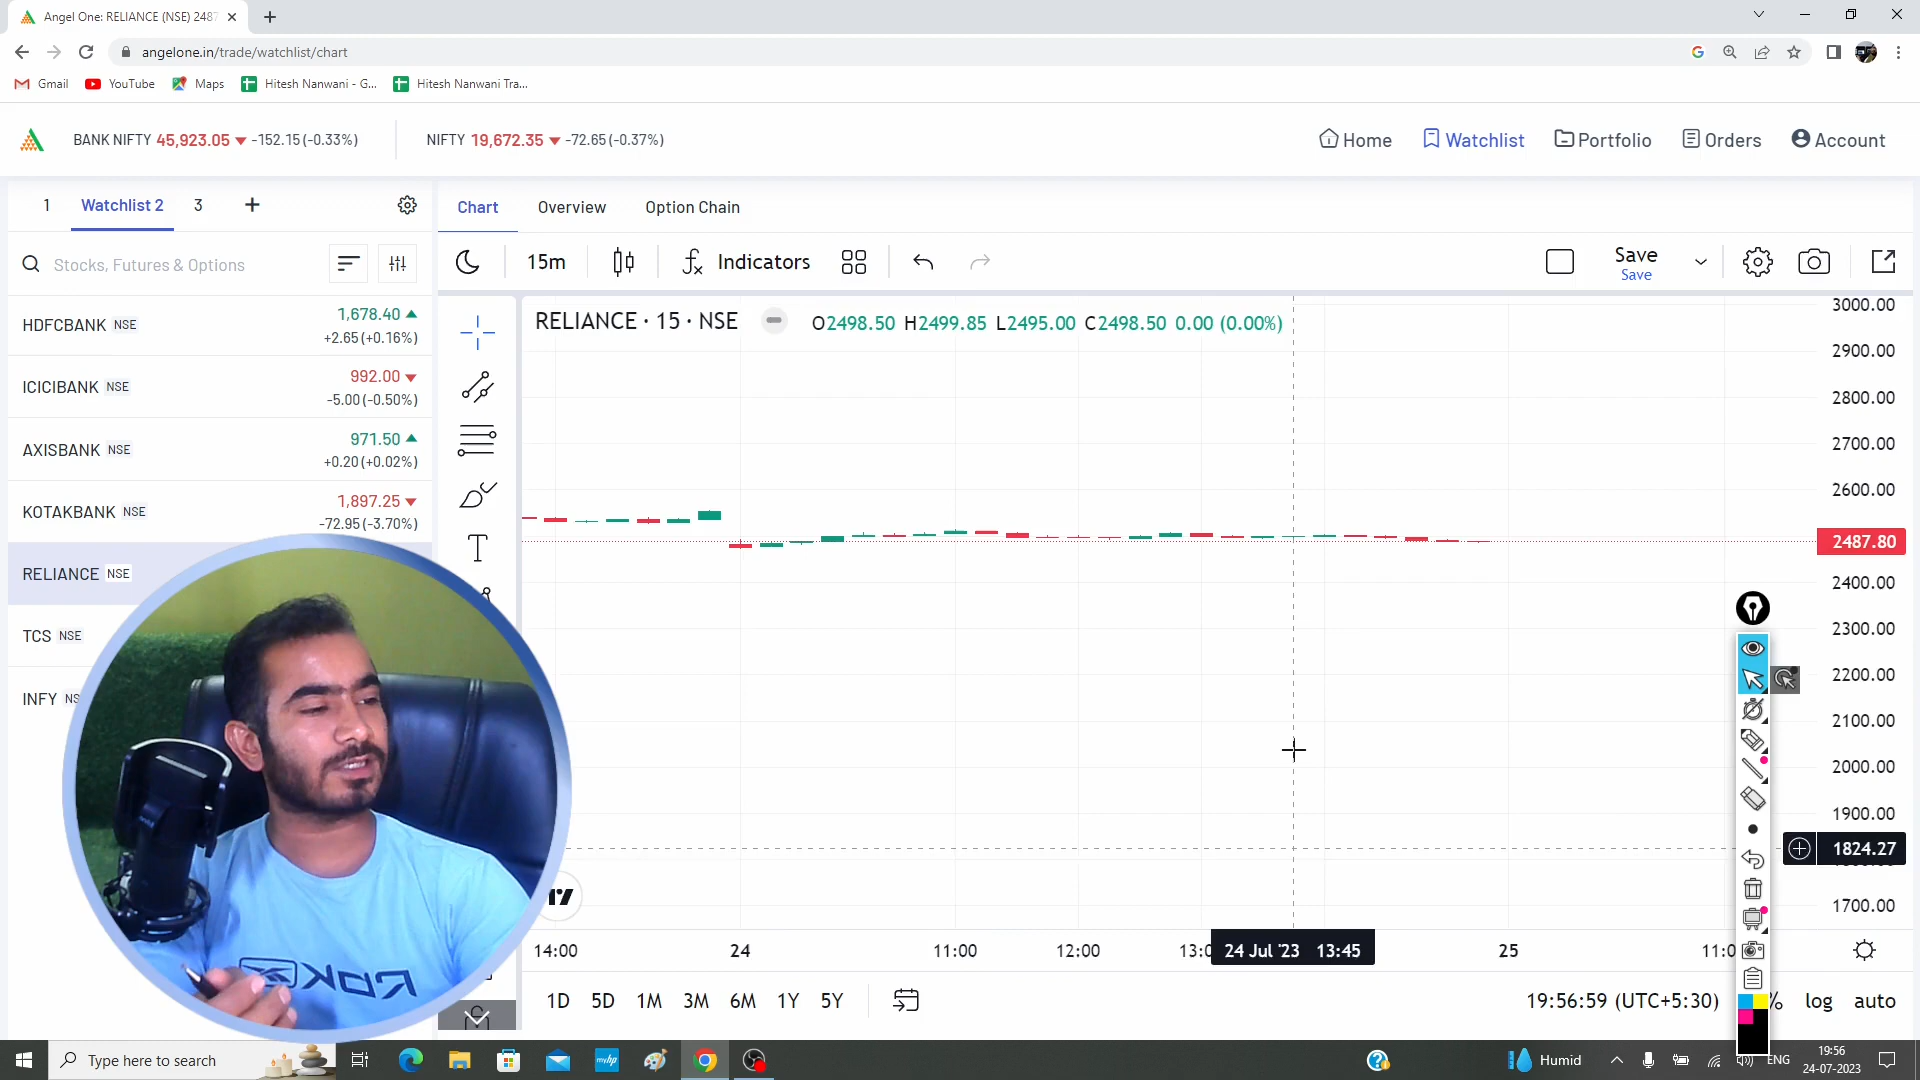 Angel One: RELIANCE (NSE) 2487
angelone.in/trade/watchlist/chart
Gmail YouTube Maps Hitesh Nanwani - G... Hitesh Nanwani Tra...
BANK NIFTY 45,923.05 -152.15 (-0.33%) NIFTY 19,672.35 -72.65 (-0.37%)
Home Watchlist Portfolio Orders Account
1 Watchlist 2 3 +
Chart Overview Option Chain
Stocks, Futures & Options
15m Indicators Save
Save
HDFCBANK NSE 1,678.40
+2.65 (+0.16%)
ICICIBANK NSE 992.00
-5.00 (-0.50%)
AXISBANK NSE 971.50
+0.20 (+0.02%)
KOTAKBANK NSE 1,897.25
-72.95 (-3.70%)
RELIANCE NSE
TCS NSE
INFY
RELIANCE · 15 · NSE O2498.50 H2499.85 L2495.00 C2498.50 0.00 (0.00%)
3000.00
2900.00
2800.00
2700.00
2600.00
2487.80
2400.00
2300.00
2200.00
2100.00
2000.00
1900.00
1824.27
1700.00
14:00 24 11:00 12:00 24 Jul '23 13:45 25
1D 5D 1M 3M 6M 1Y 5Y 19:56:59 (UTC+5:30) % log auto
Type here to search Humid ENG
19:56
24-07-2023